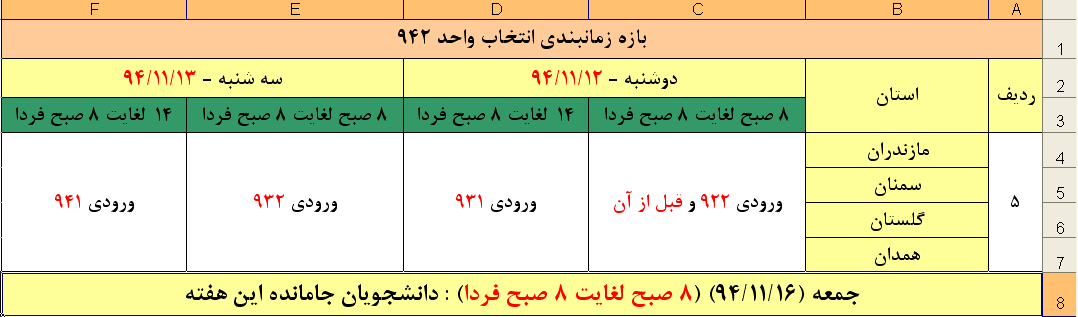 F E D C B A
بازه زمانبندی انتخاب واحد ۹۴۲ 1
ردیف استان دوشنبه - ۹۴/۱۱/۱۲ سه شنبه - ۹۴/۱۱/۱۳ 2
۸ صبح لغایت ۸ صبح فردا ۱۴ لغایت ۸ صبح فردا ۸ صبح لغایت ۸ صبح فردا ۱۴ لغایت ۸ صبح فردا 3
مازندران 4
۵ سمنان ورودی ۹۲۲ و قبل از آن ورودی ۹۳۱ ورودی ۹۳۲ ورودی ۹۴۱ 5
گلستان 6
همدان 7
جمعه (۹۴/۱۱/۱۶) (۸ صبح لغایت ۸ صبح فردا) : دانشجویان جامانده این هفته 8